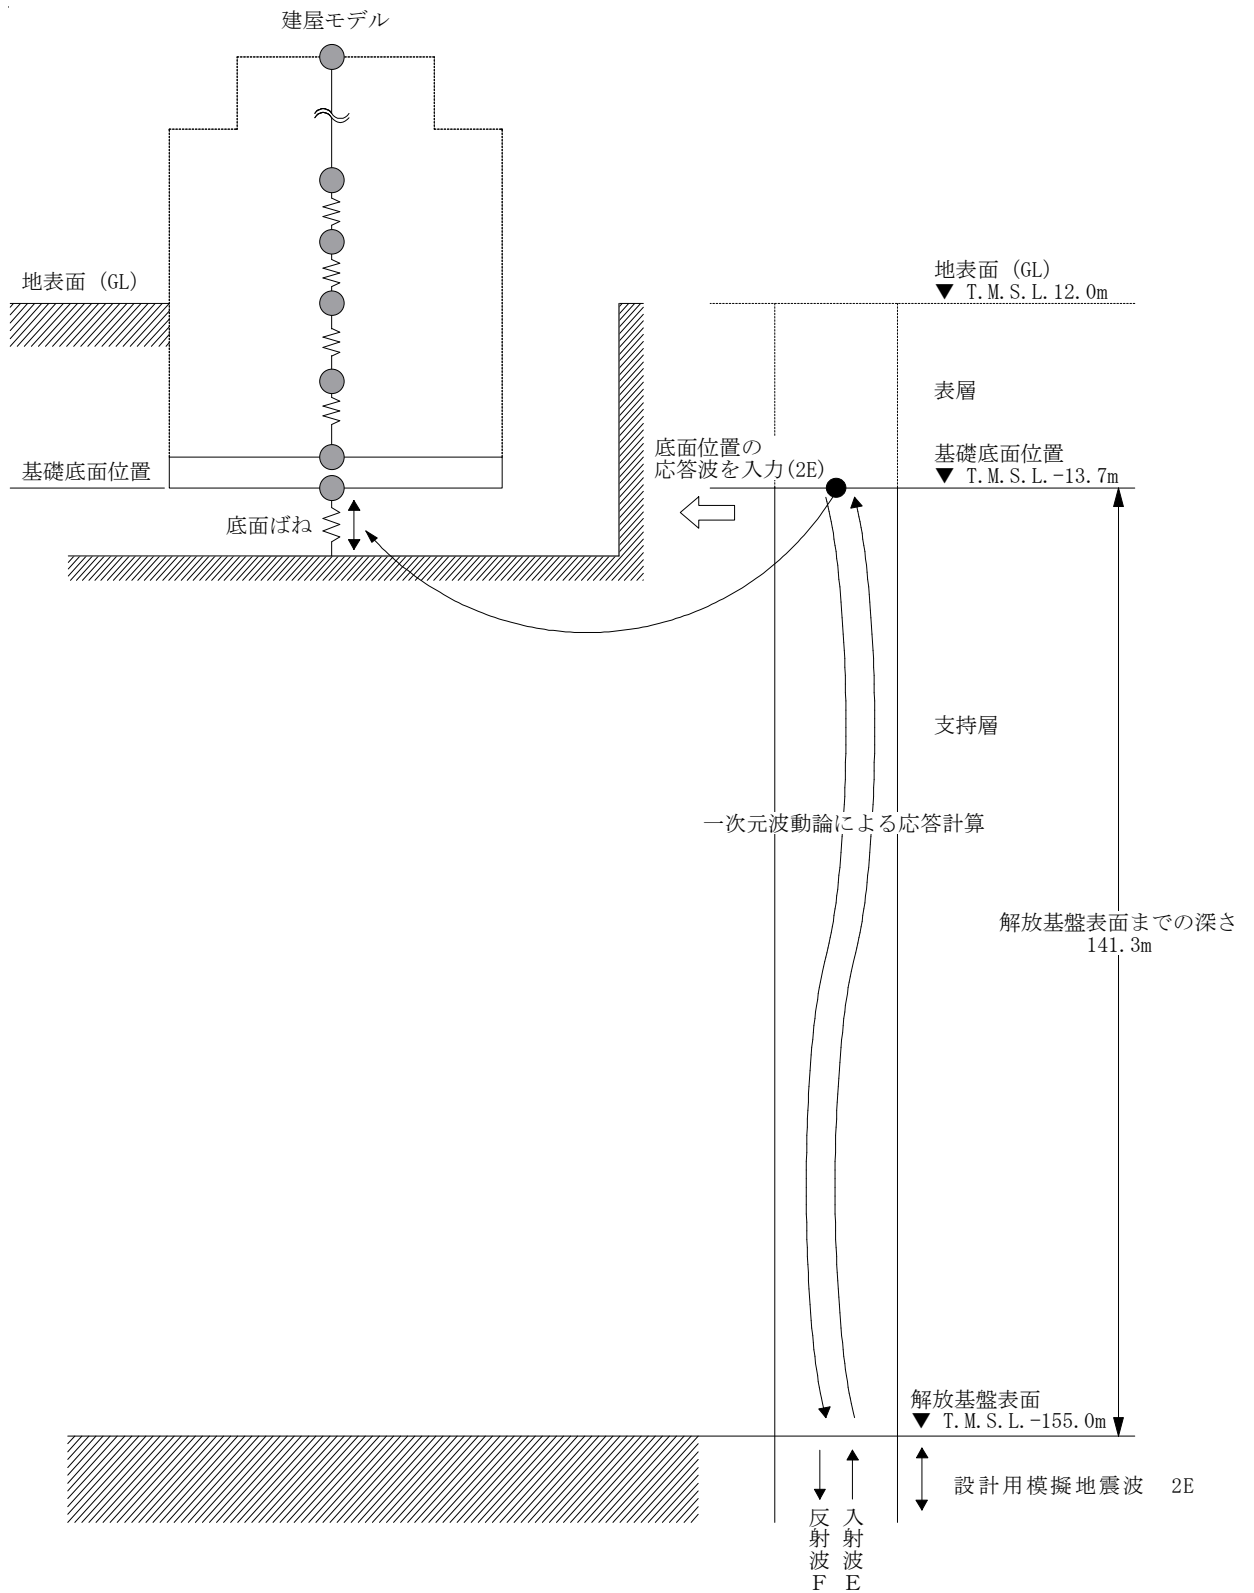 建屋モデル
地表面 (GL)
地表面 (GL)
▼ T.M.S.L.12.0m
表層
底面位置の
応答波を入力(2E)
基礎底面位置
▼ T.M.S.L.-13.7m
基礎底面位置
底面ばね
支持層
一次元波動論による応答計算
解放基盤表面までの深さ
141.3m
解放基盤表面
▼ T.M.S.L.-155.0m
設計用模擬地震波 2E
反射波F
入射波E